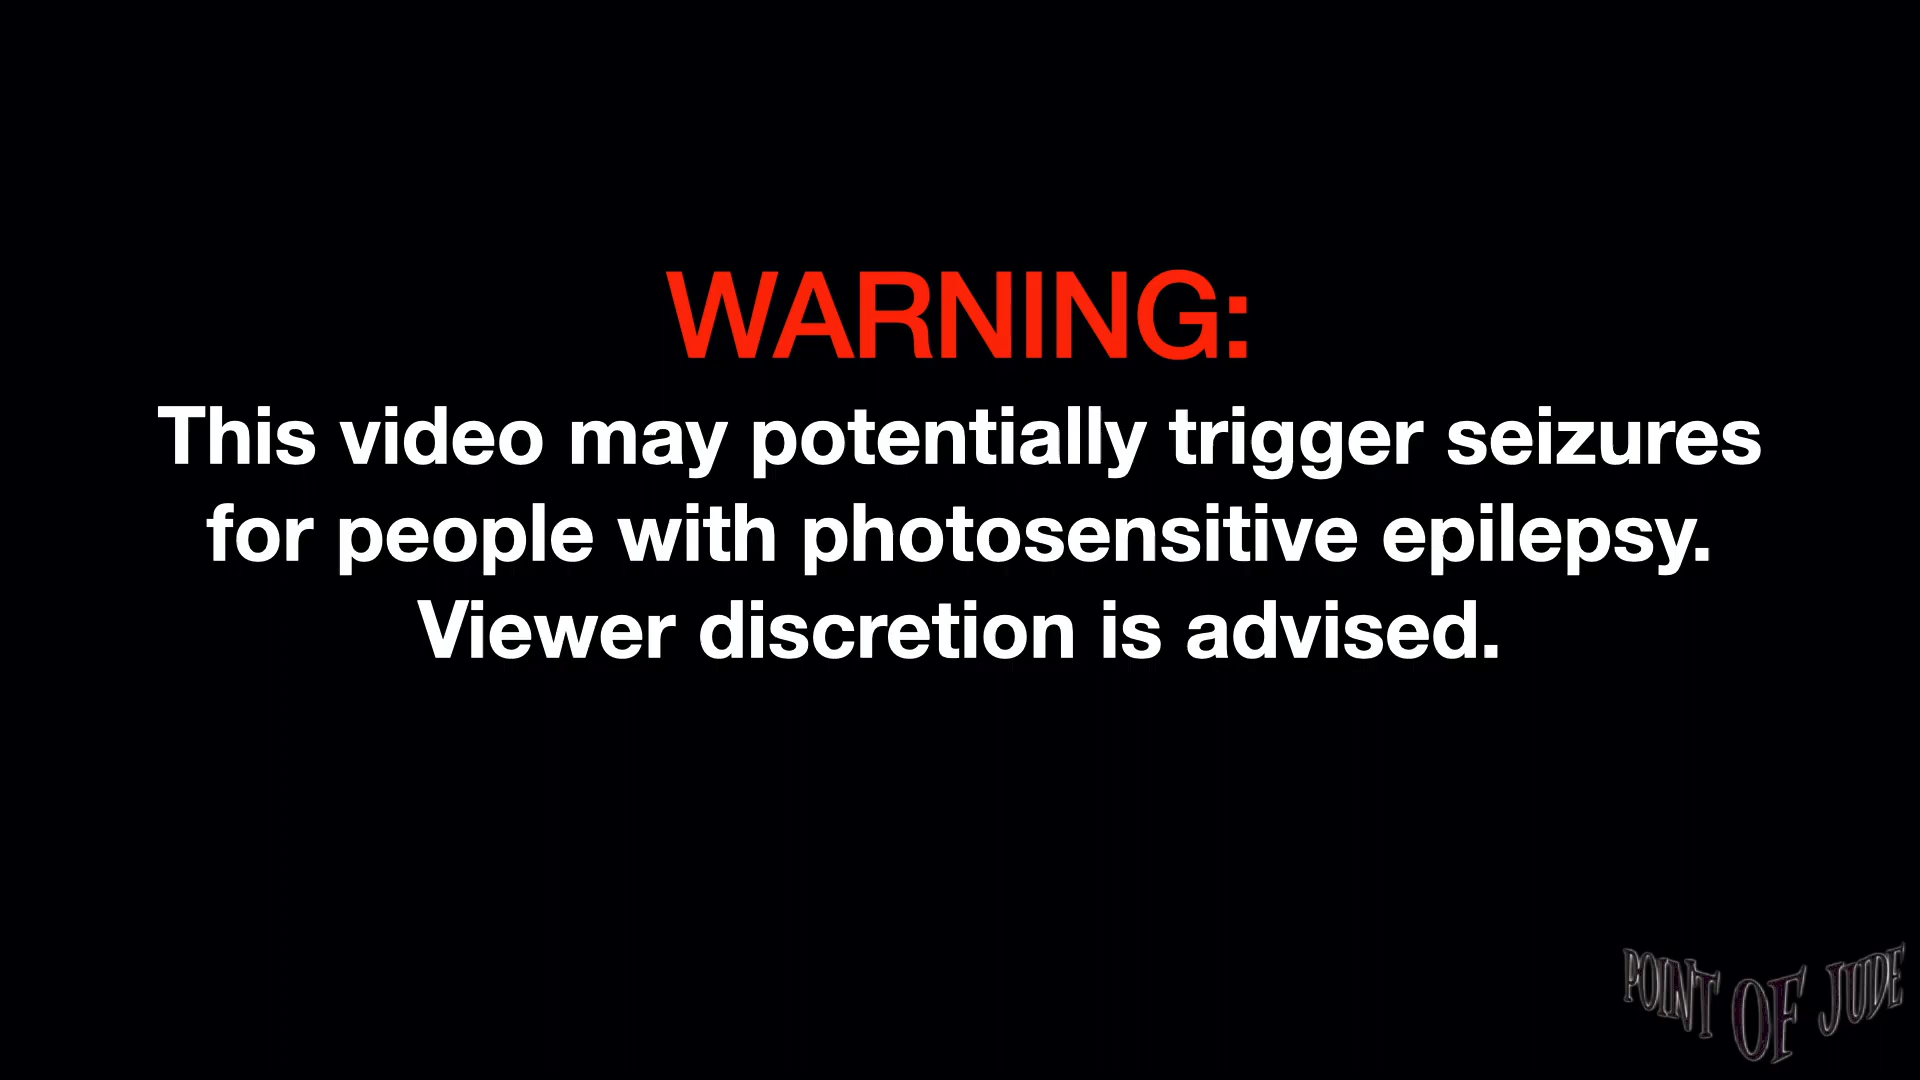 WARNING:
This video may potentially trigger seizures
for people with photosensitive epilepsy.
Viewer discretion is advised.
POINT OF JUDE